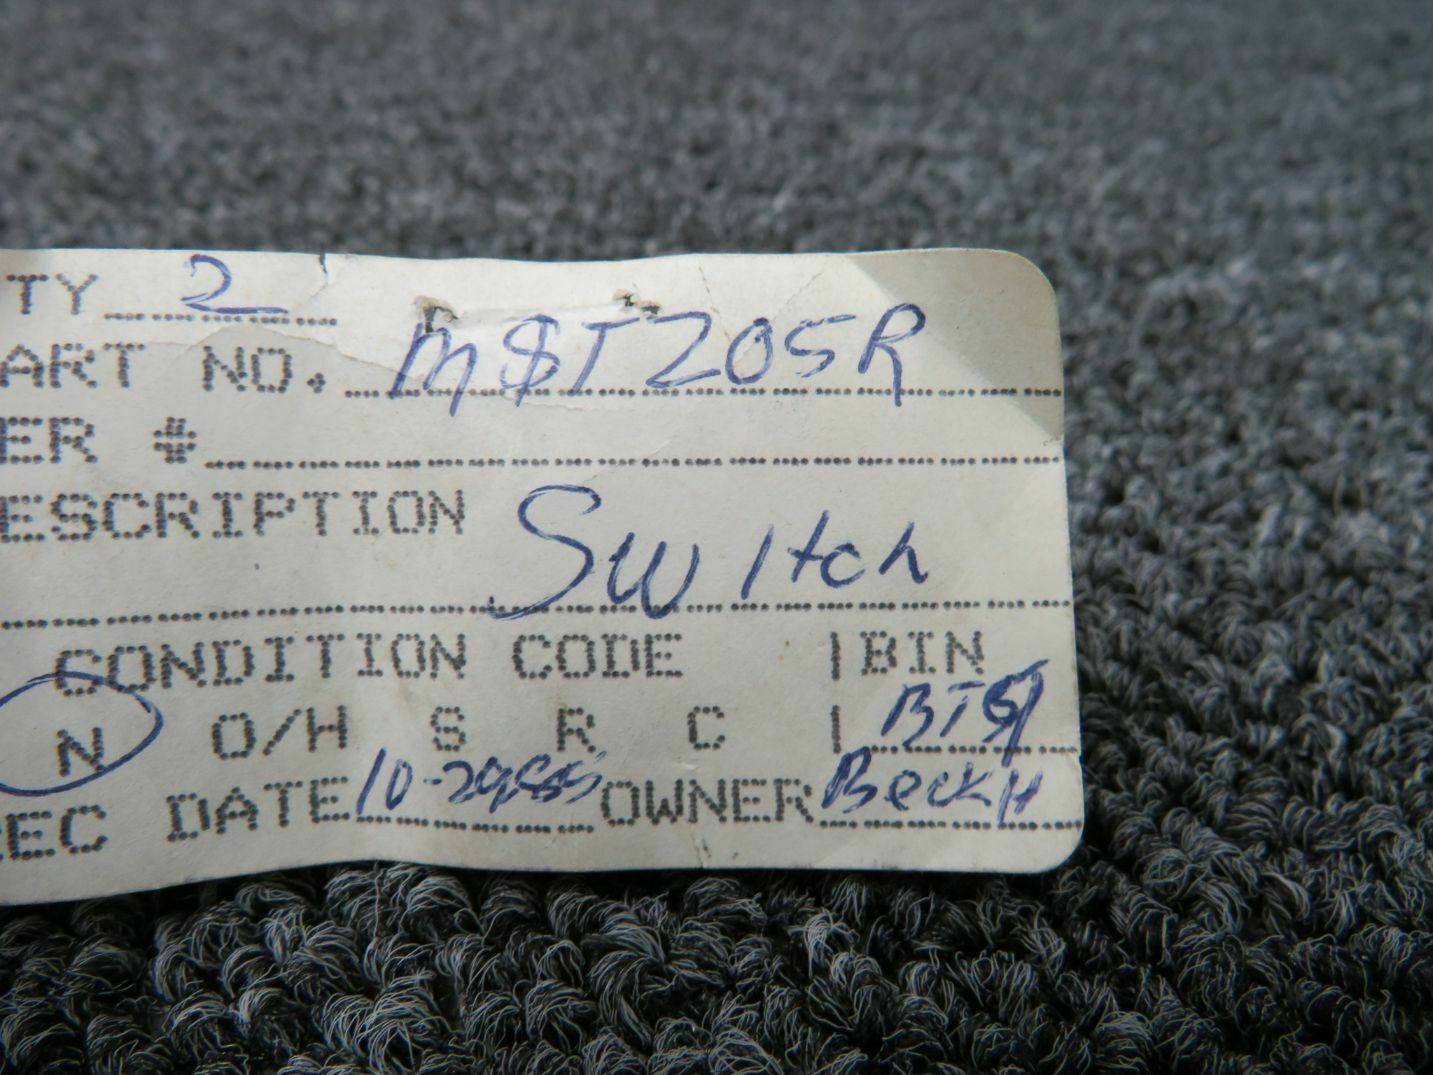 TY 2
ART NO. MST205R
ER #
ESCRIPTION Switch
CONDITION CODE | BIN
N O/H S R C |
EC DATE OWNER Beck H